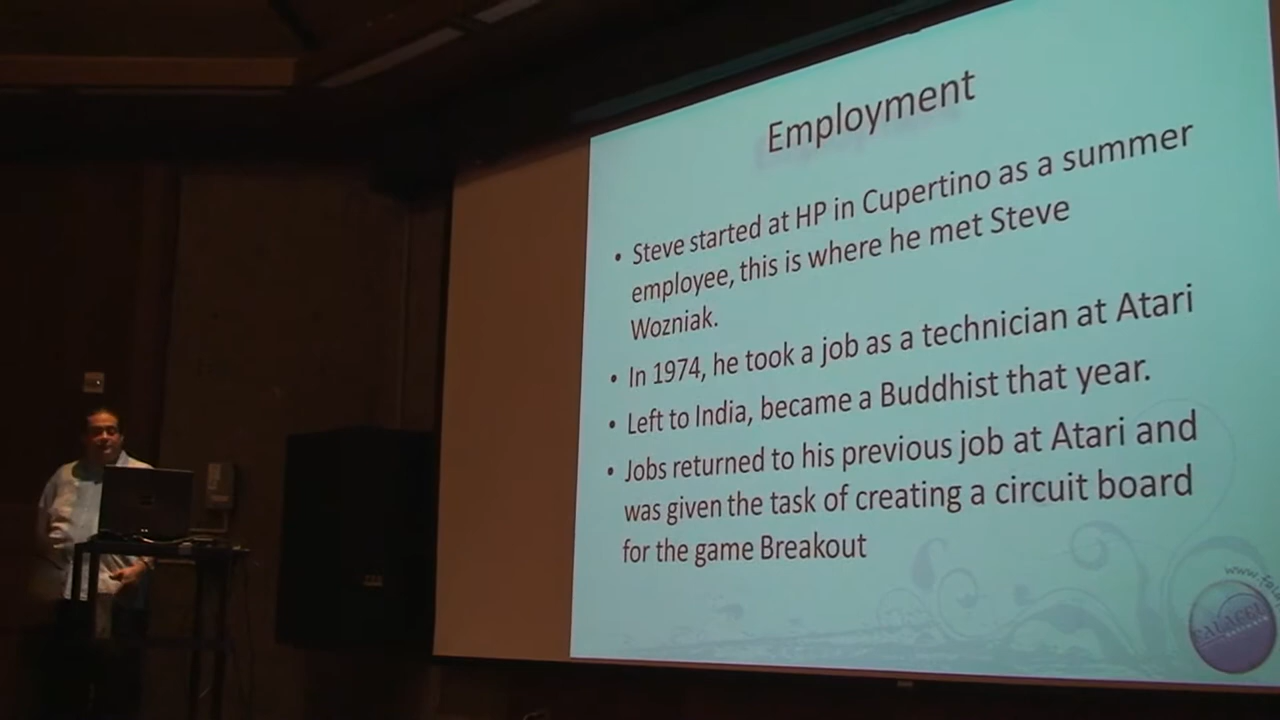 Employment
• Steve started at HP in Cupertino as a summer
employee, this is where he met Steve
Wozniak.
• In 1974, he took a job as a technician at Atari
• Left to India, became a Buddhist that year.
• Jobs returned to his previous job at Atari and
was given the task of creating a circuit board
for the game Breakout